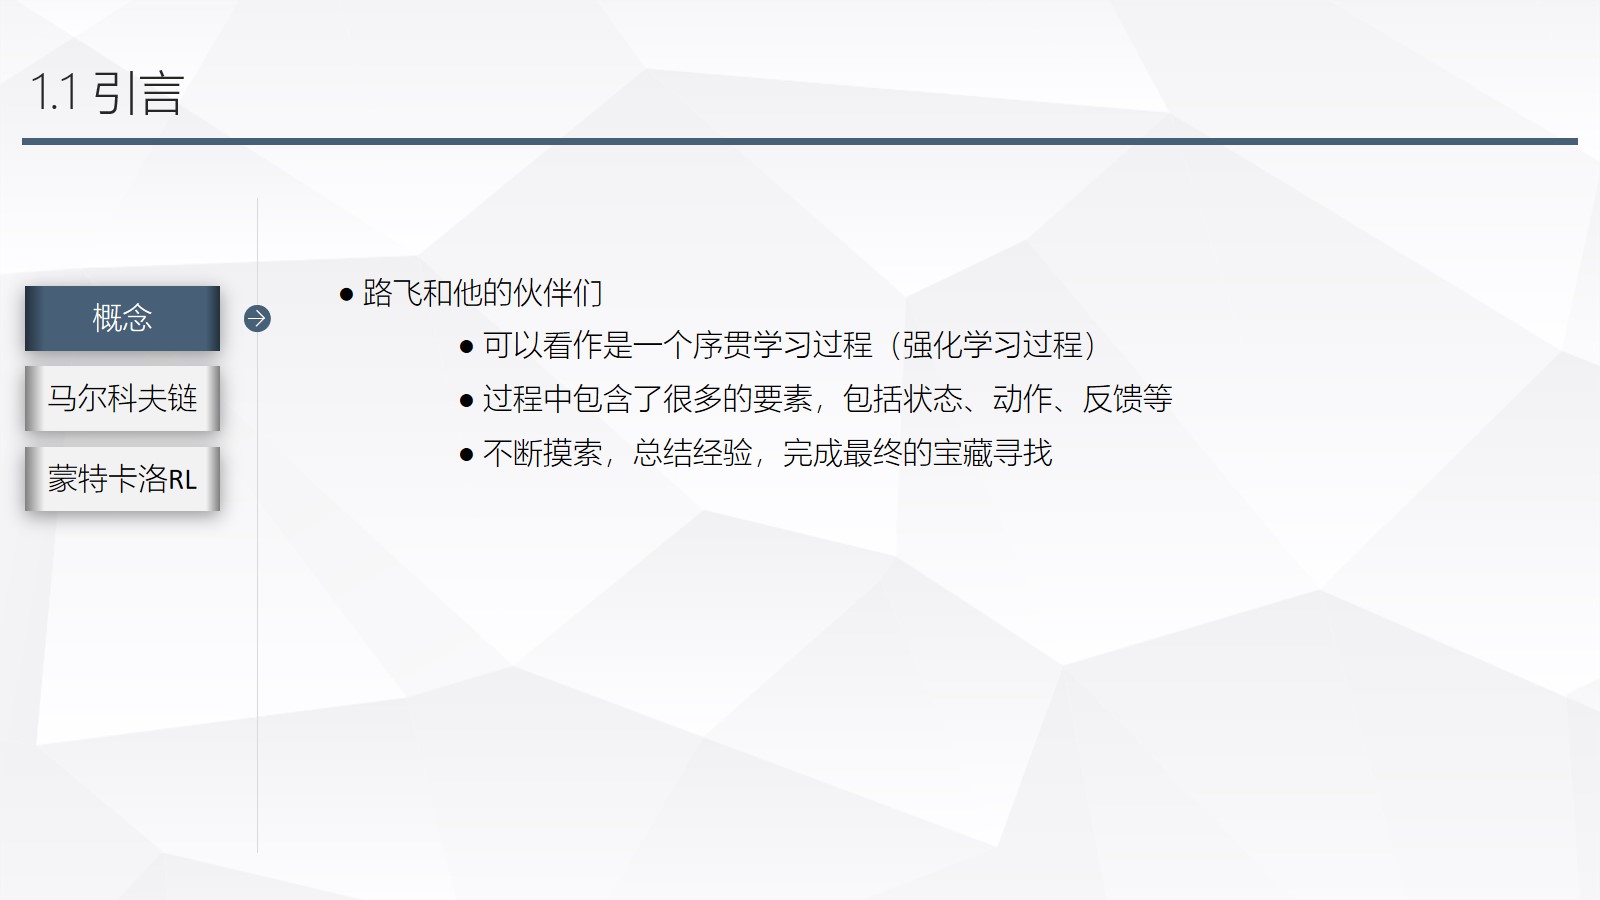 1.1 引言
概念
马尔科夫链
蒙特卡洛RL
● 路飞和他的伙伴们
● 可以看作是一个序贯学习过程（强化学习过程）
● 过程中包含了很多的要素，包括状态、动作、反馈等
● 不断摸索，总结经验，完成最终的宝藏寻找